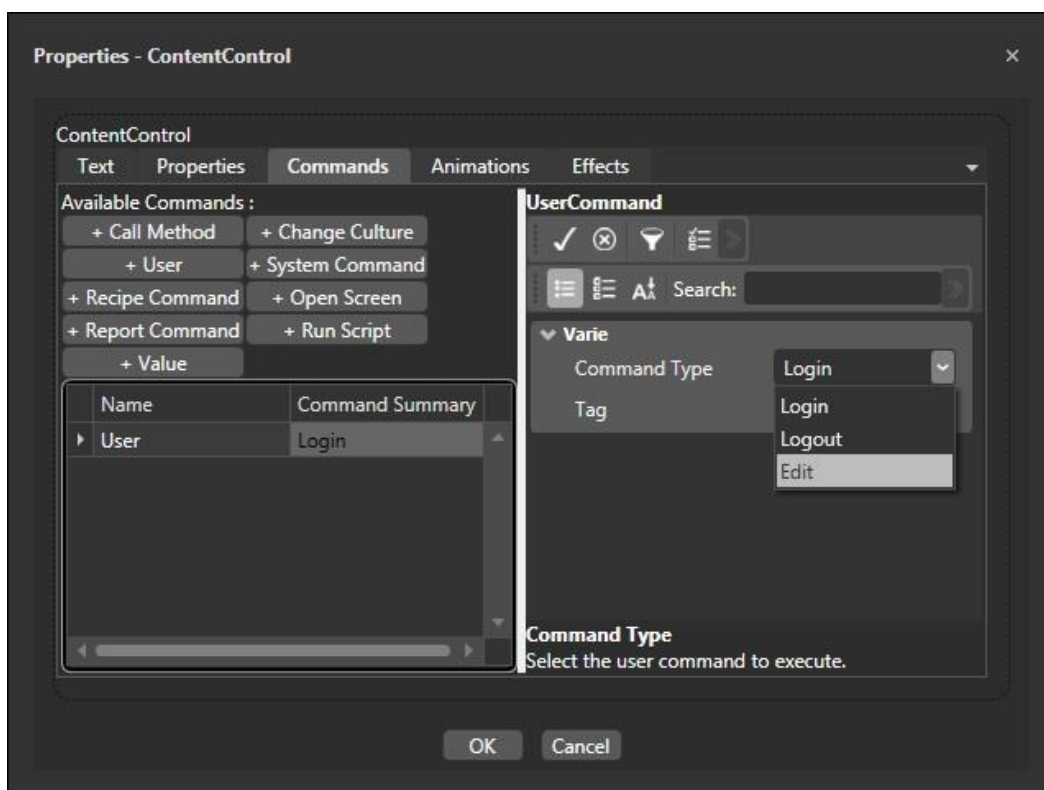 Properties - ContentControl
ContentControl
Text Properties Commands Animations Effects
Available Commands :
+ Call Method + Change Culture
+ User + System Command
+ Recipe Command + Open Screen
+ Report Command + Run Script
+ Value
Name Command Summary
User Login
UserCommand
Search:
Varie
Command Type Login
Tag
Login
Logout
Edit
Command Type
Select the user command to execute.
OK Cancel